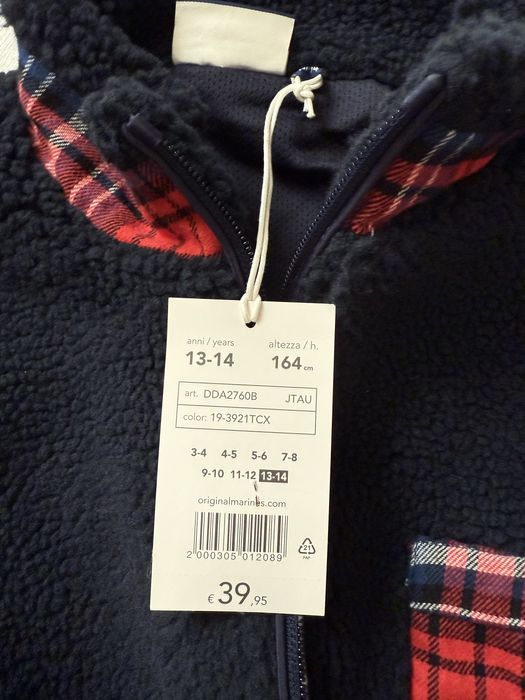 anni / years altezza / h.
13-14 164 cm
art. DDA2760B JTAU
color: 19-3921TCX
3-4 4-5 5-6 7-8
9-10 11-12 13-14
originalmarines.com
2 000305 012089
21
PAP
€ 39,95